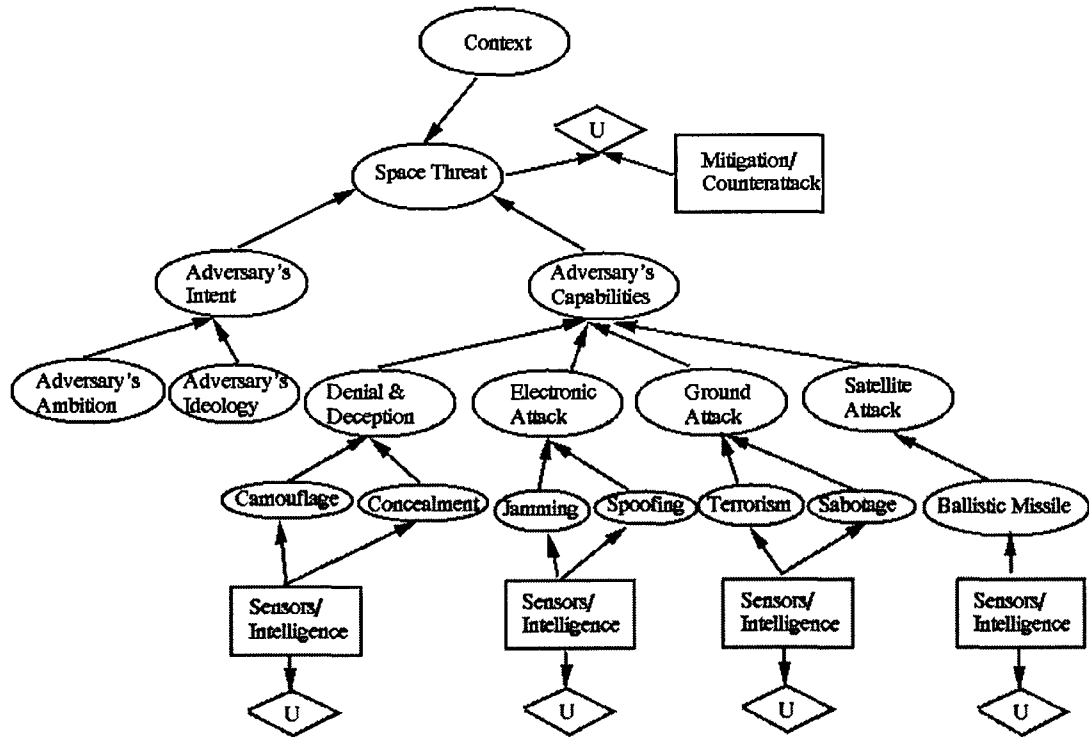 Context
U
Mitigation/
Counterattack
Space Threat
Adversary's
Intent
Adversary's
Capabilities
Adversary's
Ambition
Adversary's
Ideology
Denial &
Deception
Electronic
Attack
Ground
Attack
Satellite
Attack
Camouflage
Concealment
Jamming
Spoofing
Terrorism
Sabotage
Ballistic Missile
Sensors/
Intelligence
Sensors/
Intelligence
Sensors/
Intelligence
Sensors/
Intelligence
U
U
U
U